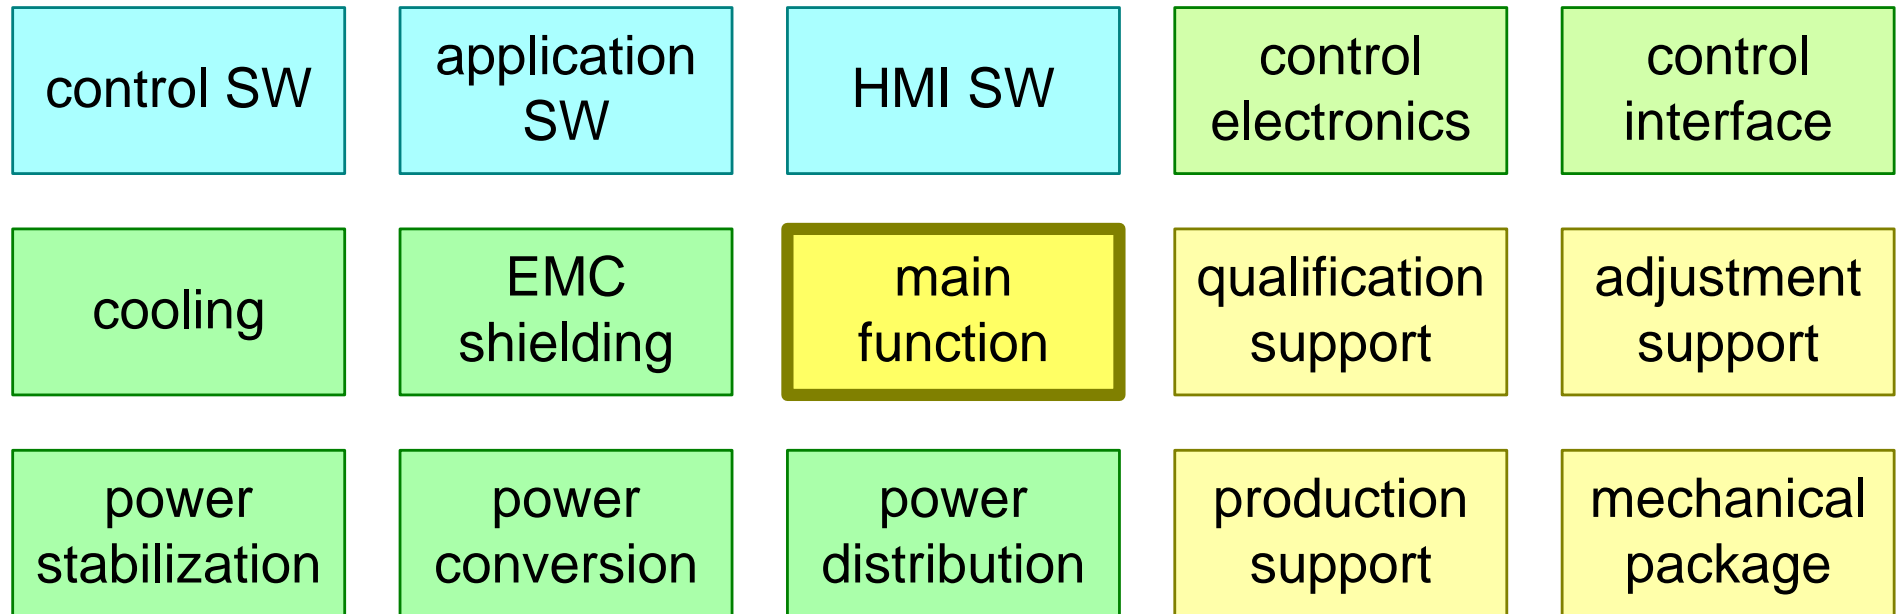 control SW
application
SW
HMI SW
control
electronics
control
interface
cooling
EMC
shielding
main
function
qualification
support
adjustment
support
power
stabilization
power
conversion
power
distribution
production
support
mechanical
package